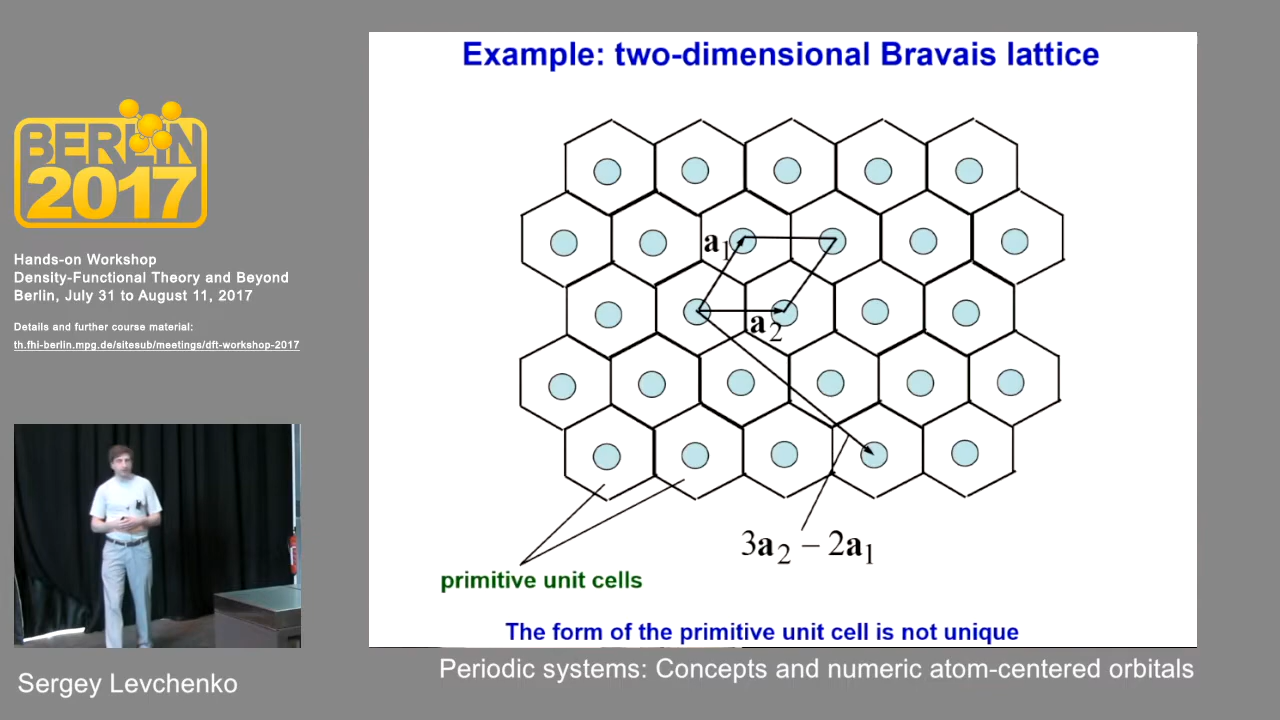 Example: two-dimensional Bravais lattice
BERLIN
2017
Hands-on Workshop
Density-Functional Theory and Beyond
Berlin, July 31 to August 11, 2017
Details and further course material:
th.fhi-berlin.mpg.de/sitesub/meetings/dft-workshop-2017
a1
a2
3a2 – 2a1
primitive unit cells
The form of the primitive unit cell is not unique
Sergey Levchenko
Periodic systems: Concepts and numeric atom-centered orbitals